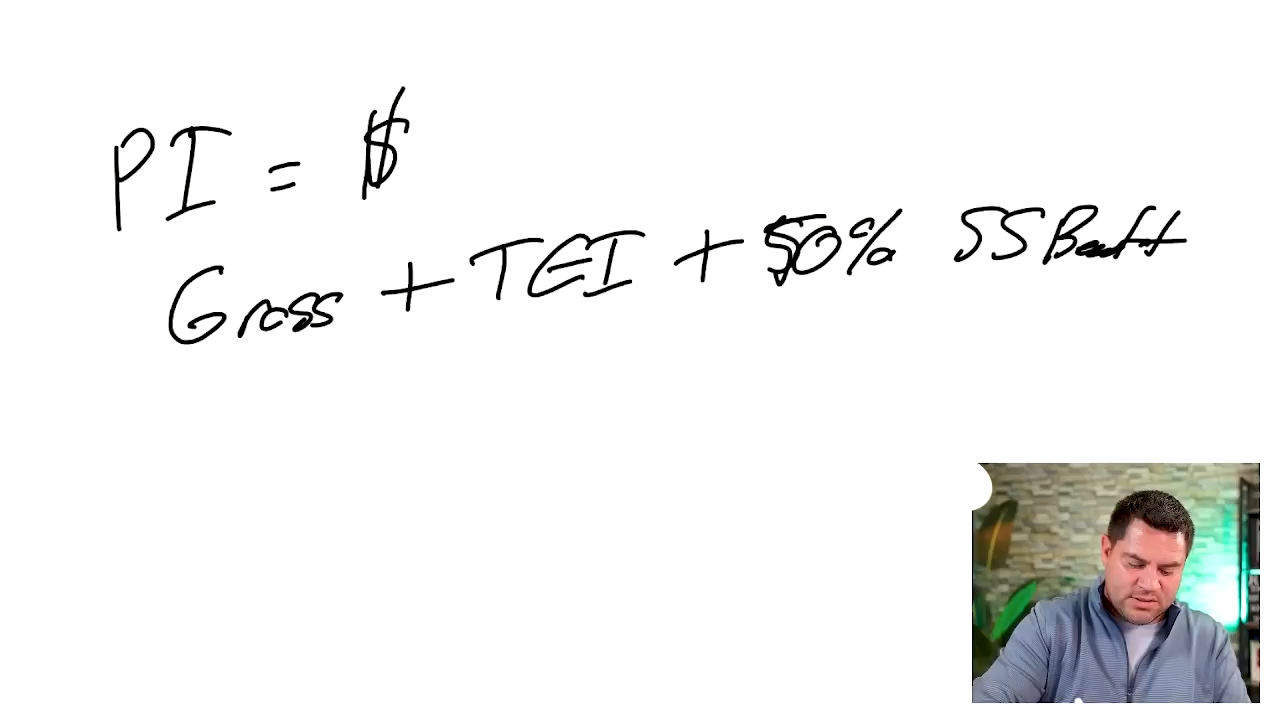 PI = $
Gross + TEI + 50% SS